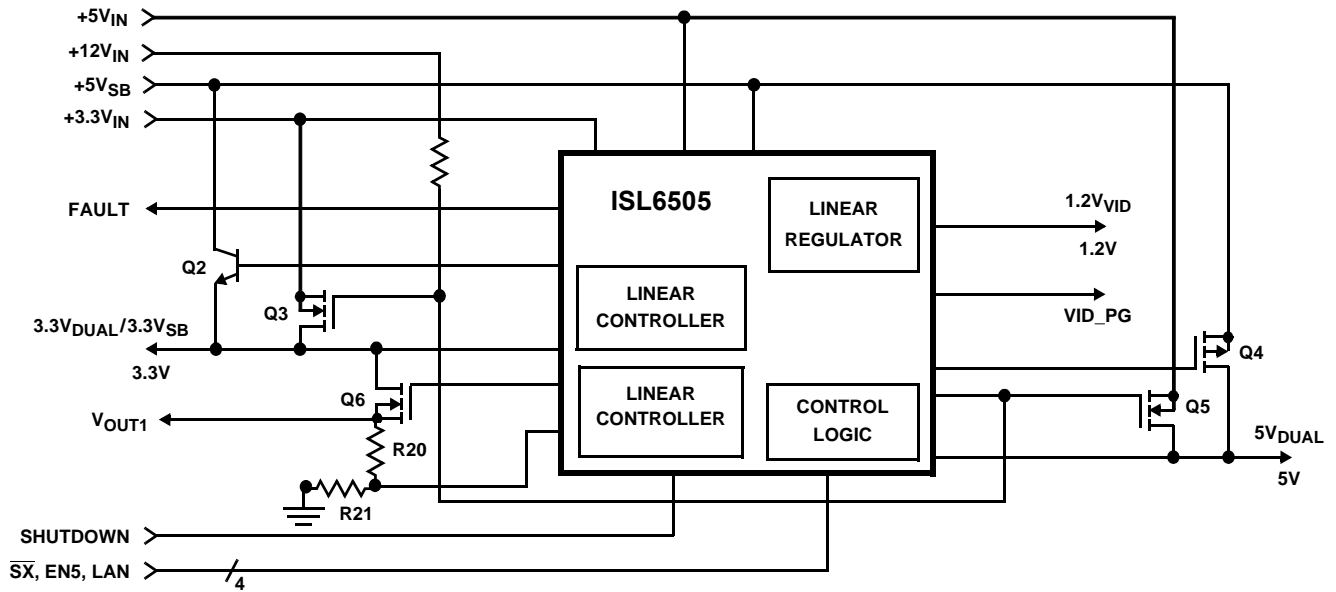 +5VIN
+12VIN
+5VSB
+3.3VIN
ISL6505
LINEAR
REGULATOR
1.2VVID
1.2V
FAULT
Q2
LINEAR
CONTROLLER
Q3
VID_PG
3.3VDUAL/3.3VSB
3.3V
Q4
Q6
LINEAR
CONTROLLER
CONTROL
LOGIC
Q5
VOUT1
R20
5VDUAL
5V
R21
SHUTDOWN
SX, EN5, LAN
4